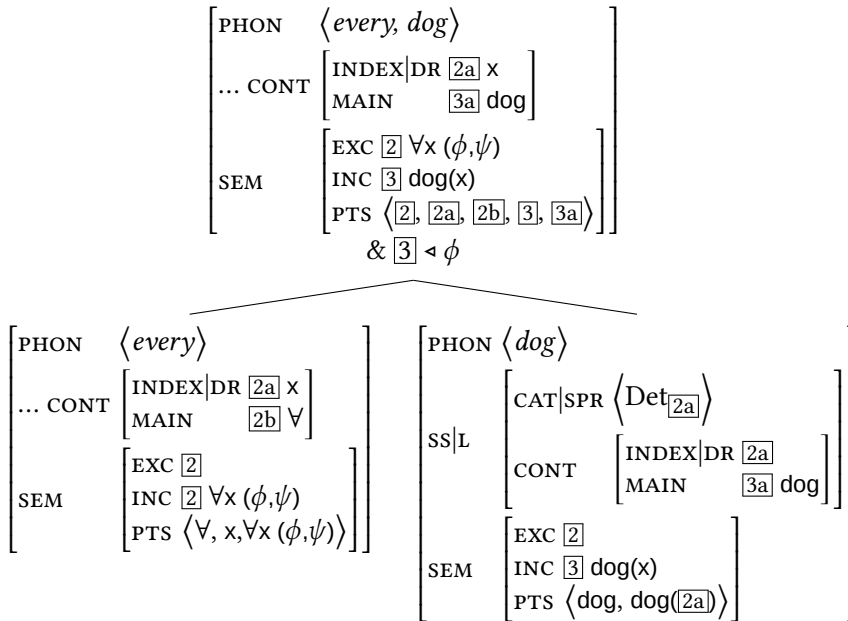 PHON ⟨every, dog⟩
... CONT [INDEX|DR 2a x
MAIN 3a dog]
SEM [EXC 2 ∀x (ϕ,ψ)
INC 3 dog(x)
PTS ⟨2, 2a, 2b, 3, 3a⟩]
& 3 ◂ ϕ
PHON ⟨every⟩
... CONT [INDEX|DR 2a x
MAIN 2b ∀]
SEM [EXC 2
INC 2 ∀x (ϕ,ψ)
PTS ⟨∀, x,∀x (ϕ,ψ)⟩]
PHON ⟨dog⟩
SS|L [CAT|SPR ⟨Det2a⟩
CONT [INDEX|DR 2a
MAIN 3a dog]]
SEM [EXC 2
INC 3 dog(x)
PTS ⟨dog, dog(2a)⟩]